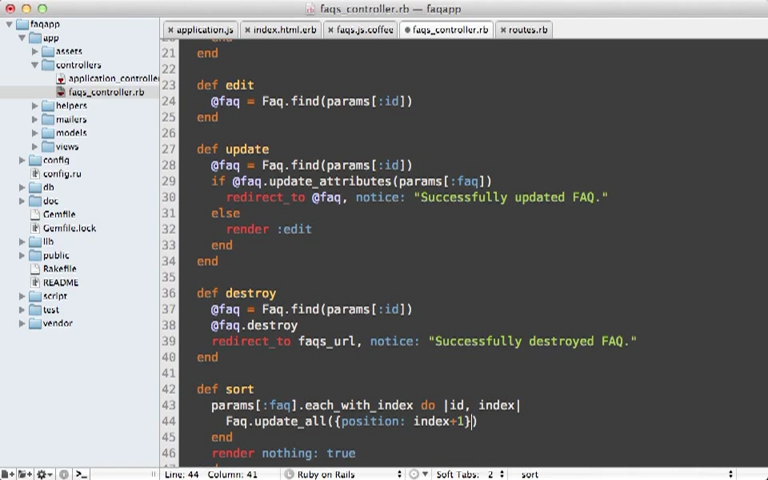 faqs_controller.rb — faqapp
faqapp
app
assets
controllers
application_controlle
faqs_controller.rb
helpers
mailers
models
views
config
config.ru
db
doc
Gemfile
Gemfile.lock
lib
public
Rakefile
README
script
test
vendor
application.js
index.html.erb
faqs.js.coffee
faqs_controller.rb
routes.rb
21 end
22
23 def edit
24 @faq = Faq.find(params[:id])
25 end
26
27 def update
28 @faq = Faq.find(params[:id])
29 if @faq.update_attributes(params[:faq])
30 redirect_to @faq, notice: "Successfully updated FAQ."
31 else
32 render :edit
33 end
34 end
35
36 def destroy
37 @faq = Faq.find(params[:id])
38 @faq.destroy
39 redirect_to faqs_url, notice: "Successfully destroyed FAQ."
40 end
41
42 def sort
43 params[:faq].each_with_index do |id, index|
44 Faq.update_all({position: index+1})
45 end
46 render nothing: true
Line: 44 Column: 41 Ruby on Rails Soft Tabs: 2 sort